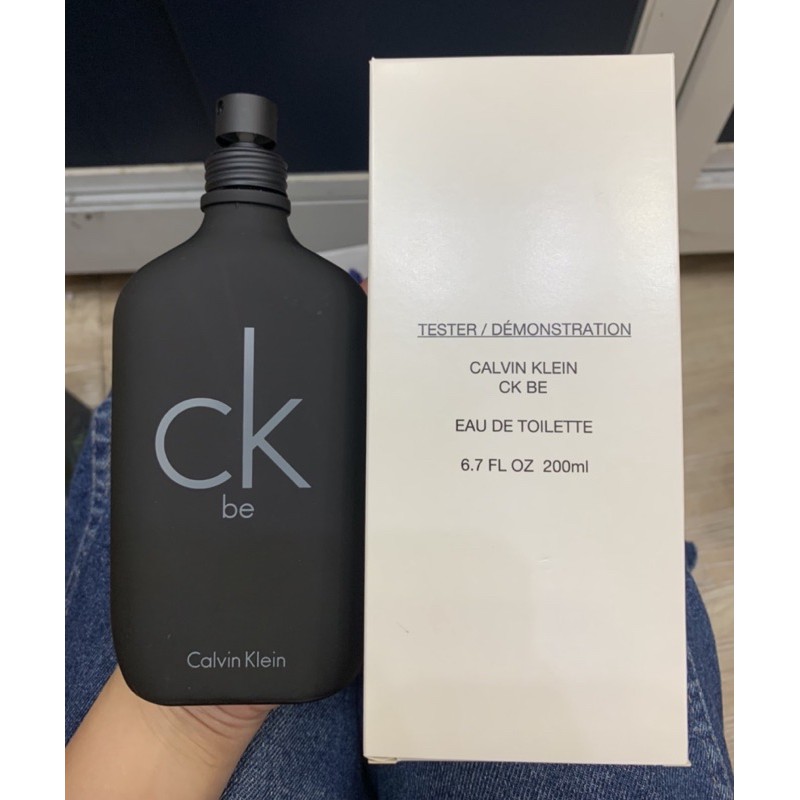 ck
be
Calvin Klein
TESTER / DÉMONSTRATION
CALVIN KLEIN
CK BE
EAU DE TOILETTE
6.7 FL OZ 200ml